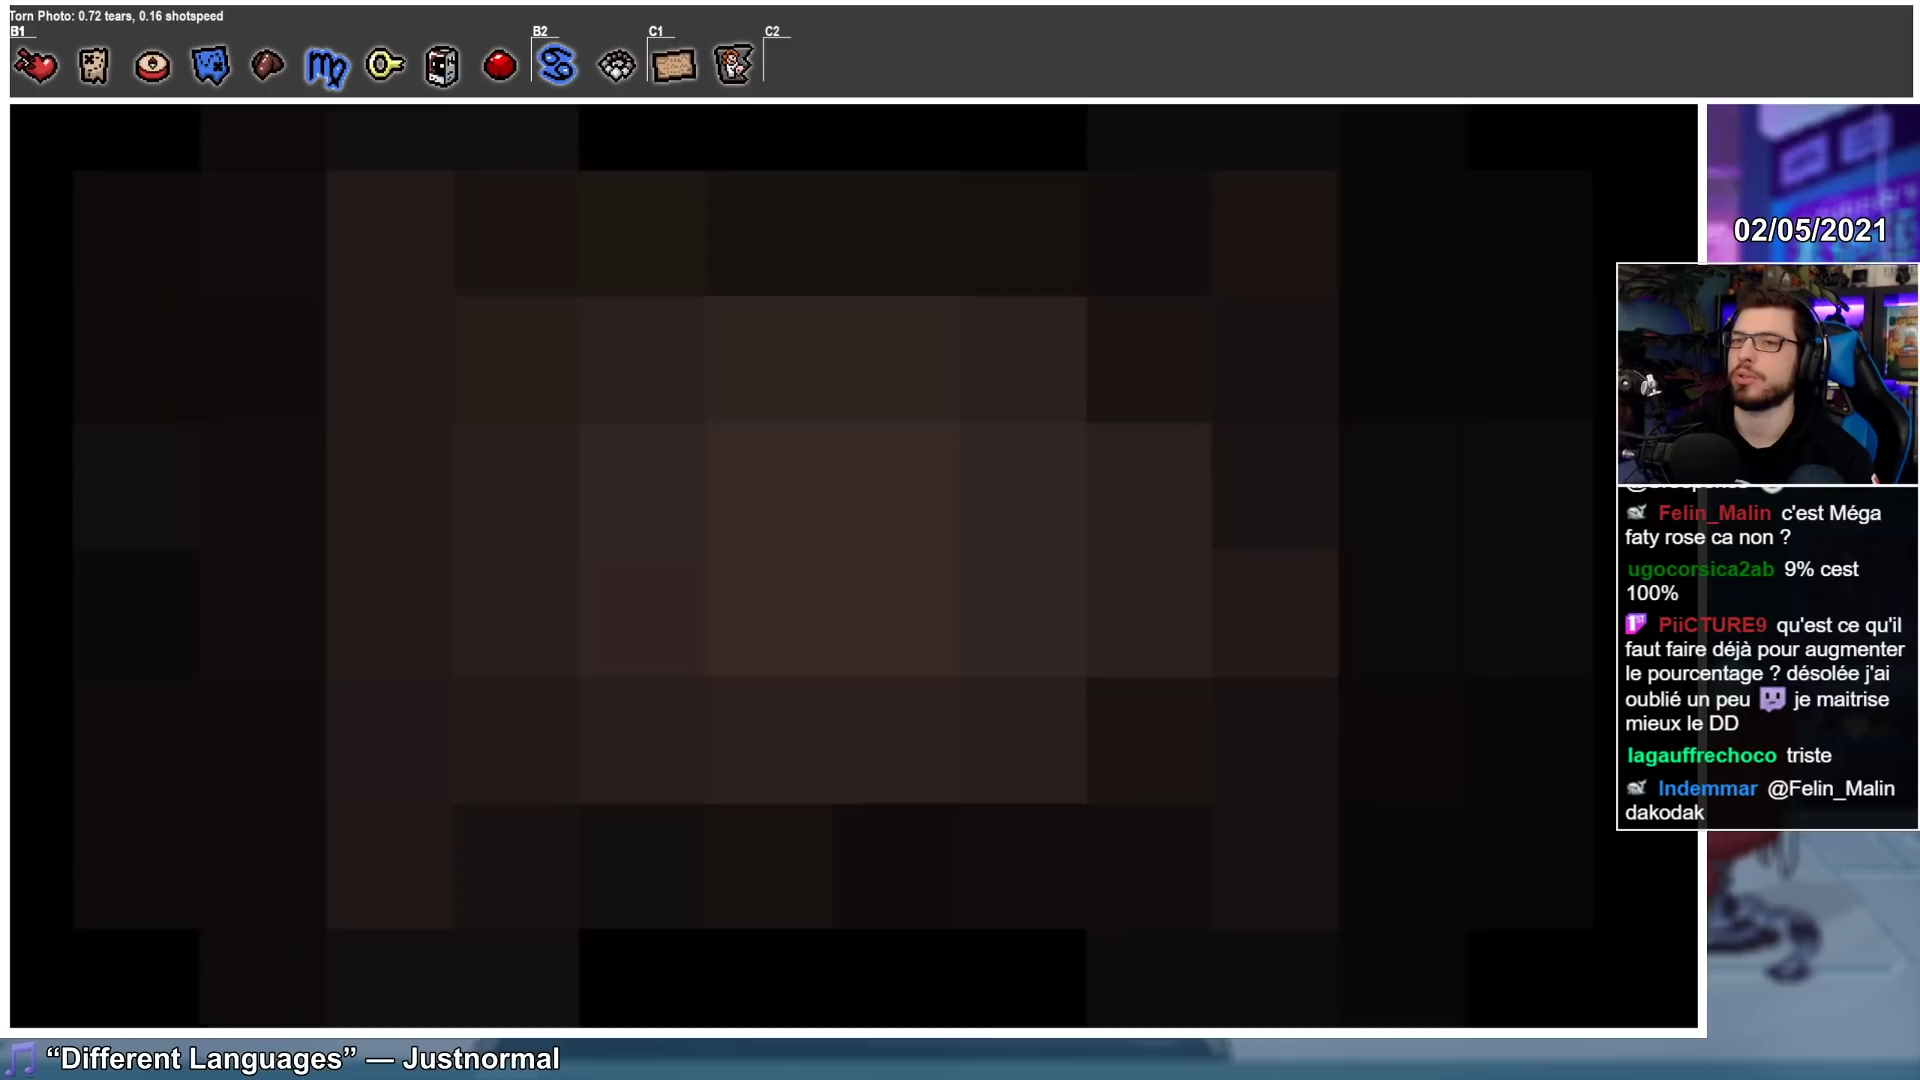 Torn Photo: 0.72 tears, 0.16 shotspeed
B1 B2 C1 C2
02/05/2021
Felin_Malin c'est Méga
faty rose ca non ?
ugocorsica2ab 9% cest
100%
PiiCTURE9 qu'est ce qu'il
faut faire déjà pour augmenter
le pourcentage ? désolée j'ai
oublié un peu je maitrise
mieux le DD
lagauffrechoco triste
Indemmar @Felin_Malin
dakodak
“Different Languages” — Justnormal